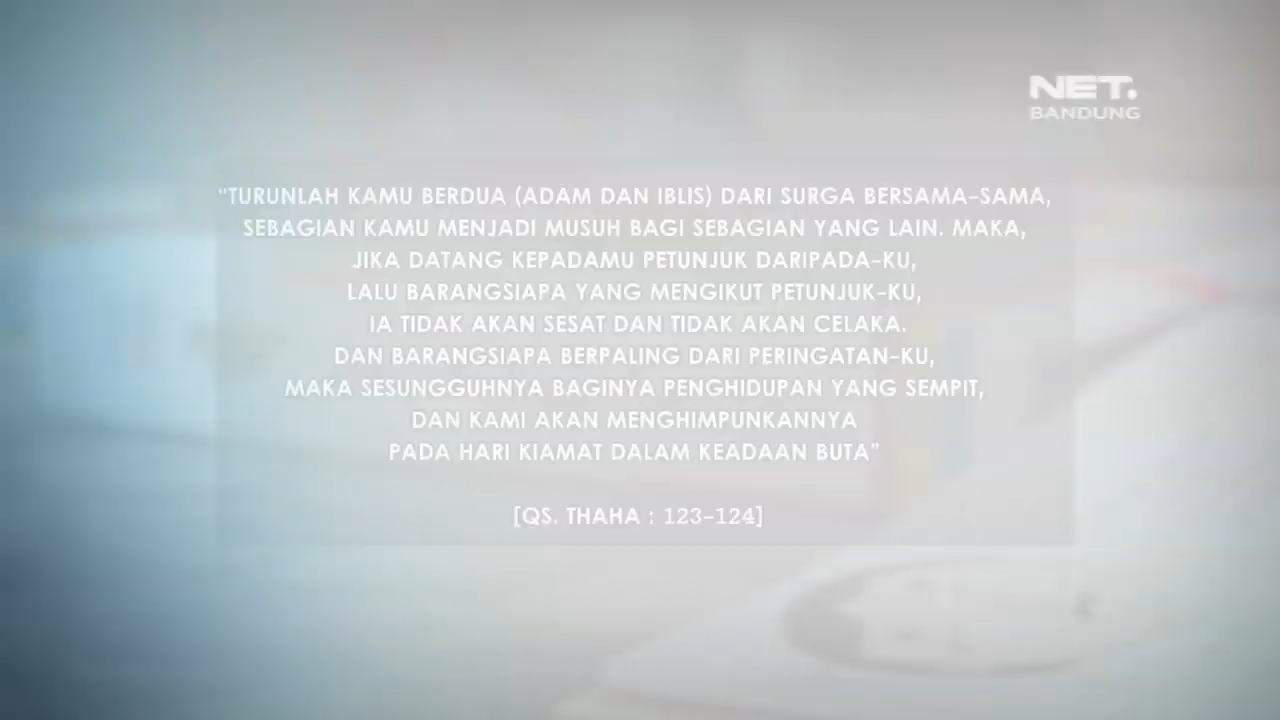 NET.
BANDUNG
“TURUNLAH KAMU BERDUA (ADAM DAN IBLIS) DARI SURGA BERSAMA-SAMA,
SEBAGIAN KAMU MENJADI MUSUH BAGI SEBAGIAN YANG LAIN. MAKA,
JIKA DATANG KEPADAMU PETUNJUK DARIPADA-KU,
LALU BARANGSIAPA YANG MENGIKUT PETUNJUK-KU,
IA TIDAK AKAN SESAT DAN TIDAK AKAN CELAKA.
DAN BARANGSIAPA BERPALING DARI PERINGATAN-KU,
MAKA SESUNGGUHNYA BAGINYA PENGHIDUPAN YANG SEMPIT,
DAN KAMI AKAN MENGHIMPUNKANNYA
PADA HARI KIAMAT DALAM KEADAAN BUTA”
[QS. THAHA : 123-124]